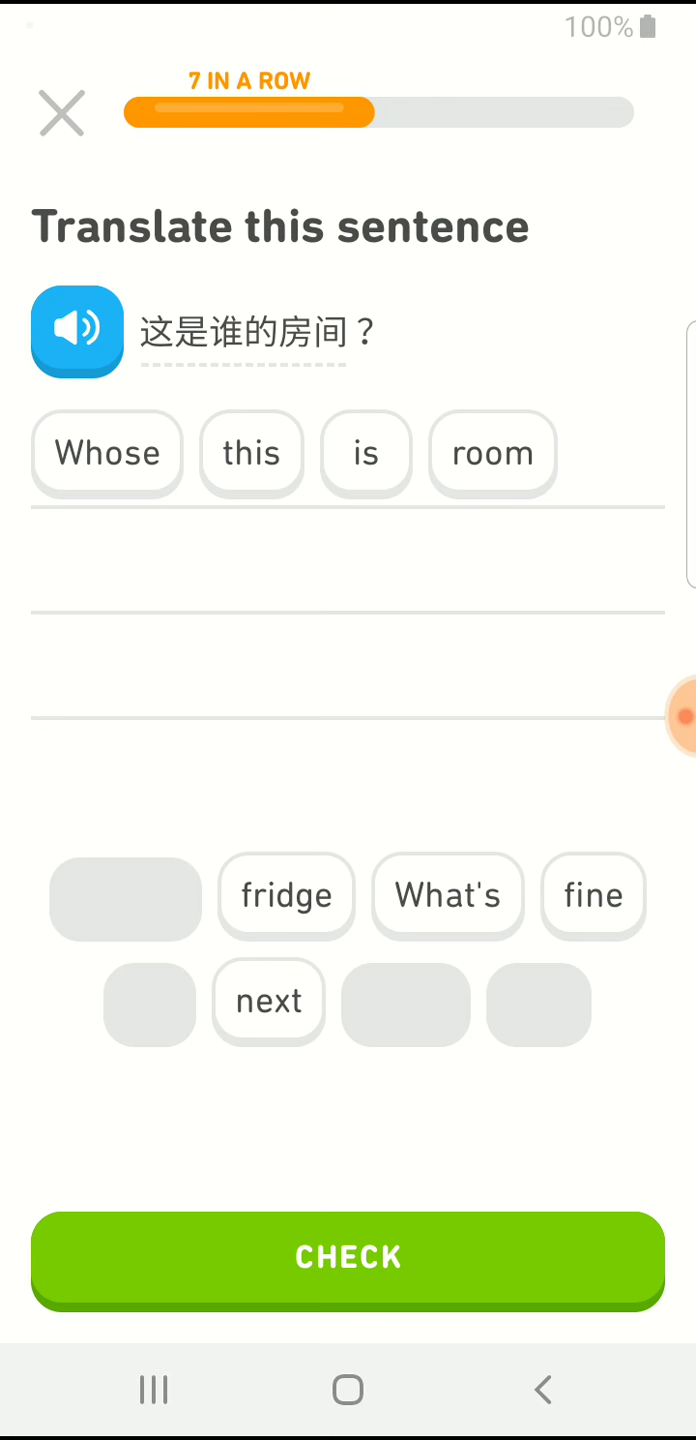 100%
7 IN A ROW
Translate this sentence
这是谁的房间？
Whose this is room
fridge What's fine
next
CHECK